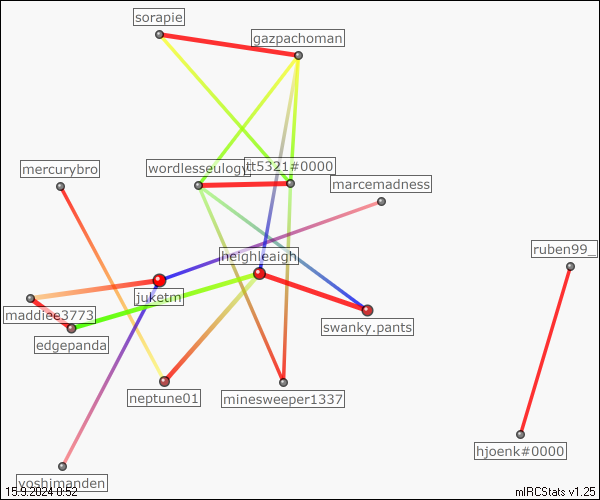 sorapie
gazpachoman
mercurybro
wordlesseulogy
tt5321#0000
marcemadness
ruben99_
heighleaigh
juketm
maddiee3773
swanky.pants
edgepanda
neptune01
minesweeper1337
hjoenk#0000
yoshimanden
15.9.2024 0:52
mIRCStats v1.25